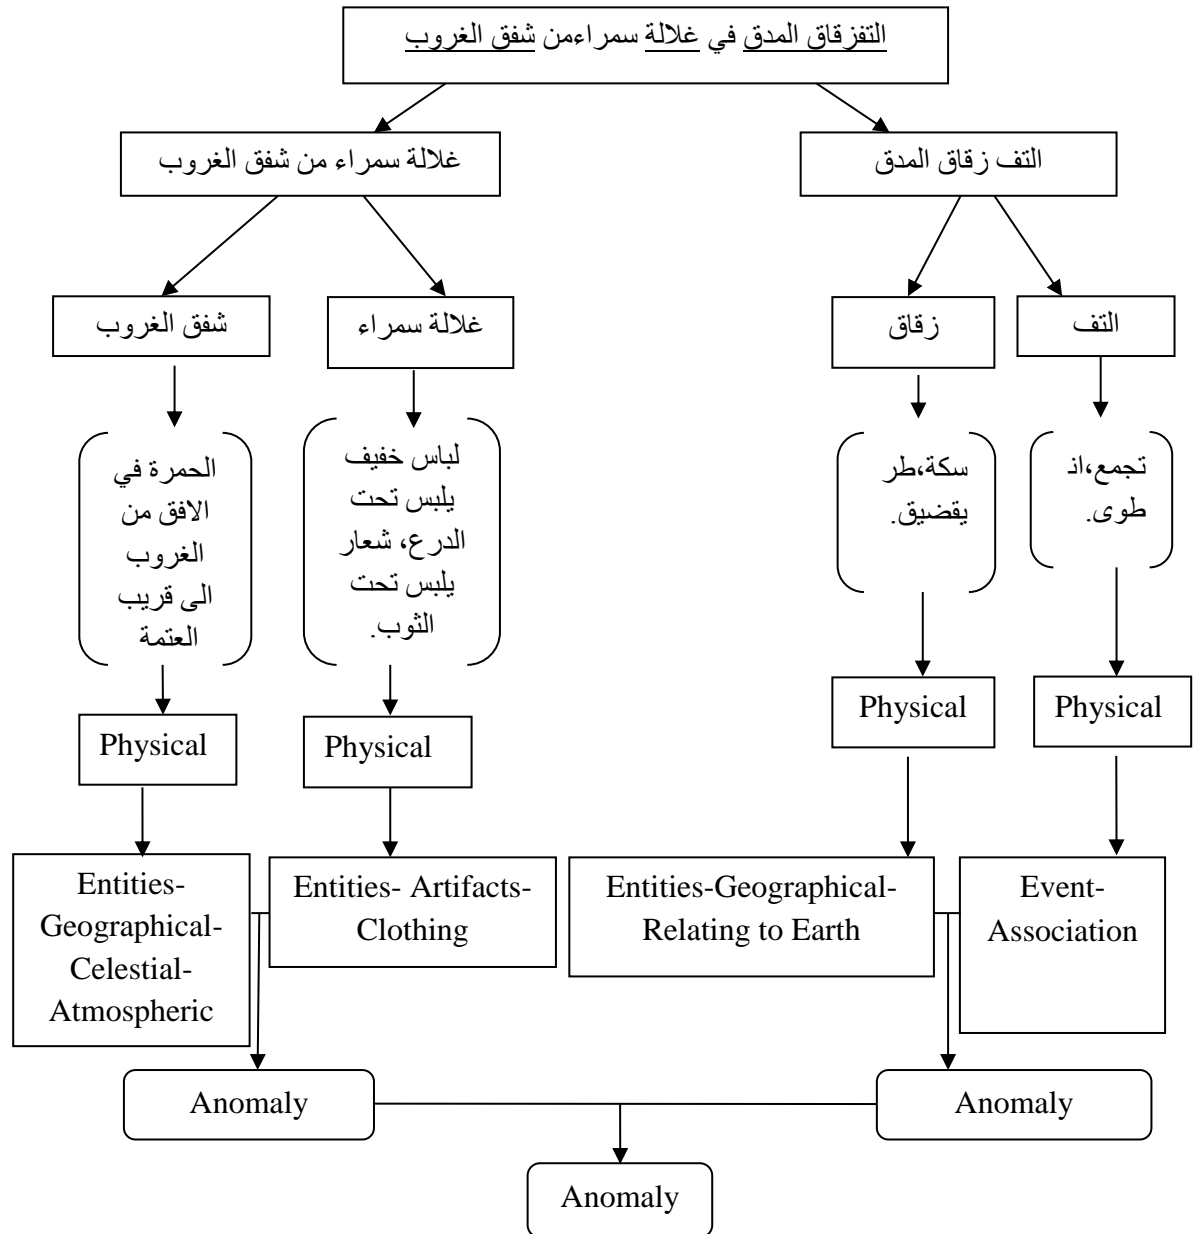 التفزقاق المدق في غلالة سمراءمن شفق الغروب
التف زقاق المدق
غلالة سمراء من شفق الغروب
التف
زقاق
غلالة سمراء
شفق الغروب
تجمع،انـ
طوى.
سكة،طر
يقضيق.
لباس خفيف
يلبس تحت
الدرع، شعار
يلبس تحت
الثوب.
الحمرة في
الافق من
الغروب
الى قريب
العتمة
Physical
Physical
Physical
Physical
Entities-
Geographical-
Celestial-
Atmospheric
Entities- Artifacts-
Clothing
Entities-Geographical-
Relating to Earth
Event-
Association
Anomaly
Anomaly
Anomaly